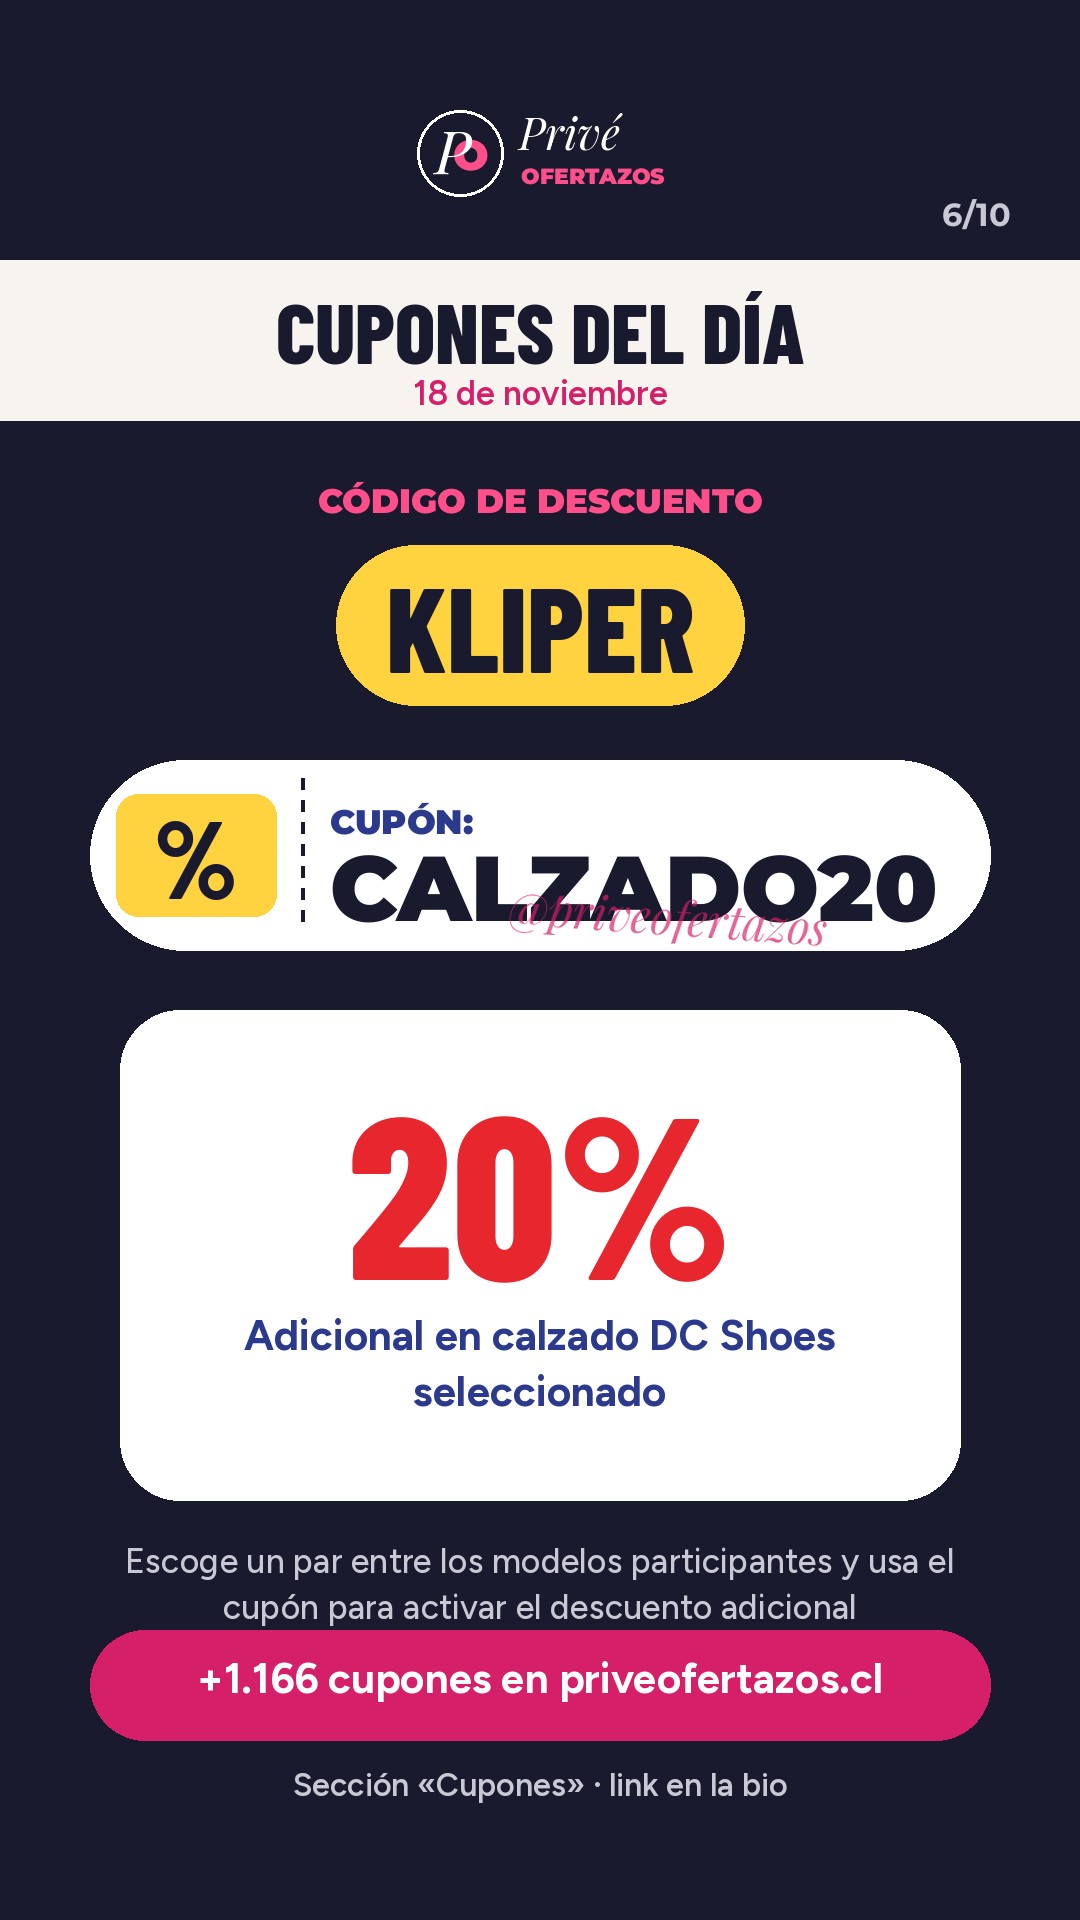 PO
Privé
OFERTAZOS
6/10
CUPONES DEL DÍA
18 de noviembre
CÓDIGO DE DESCUENTO
KLIPER
%
CUPÓN:
CALZADO20
@priveofertazos
20%
Adicional en calzado DC Shoes
seleccionado
Escoge un par entre los modelos participantes y usa el
cupón para activar el descuento adicional
+1.166 cupones en priveofertazos.cl
Sección «Cupones» · link en la bio